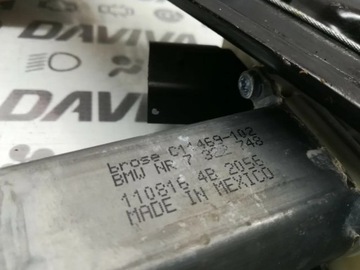 DAVIVA
DAVIVA
brose C11469-102
BMW NR 7 322 748
110816 4B 2056
MADE IN MEXICO